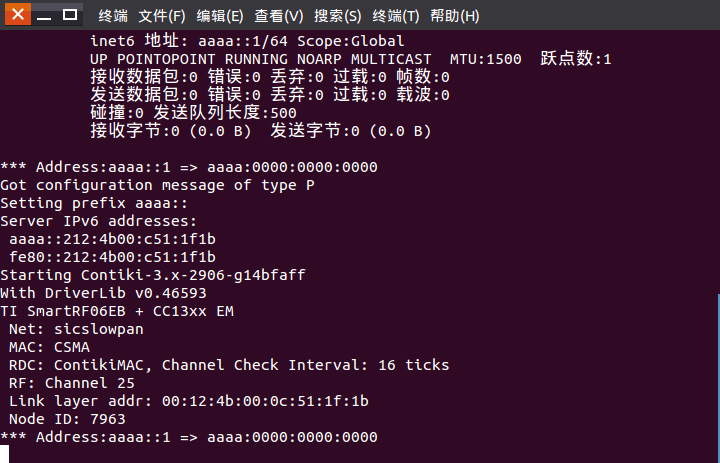 终端 文件(F) 编辑(E) 查看(V) 搜索(S) 终端(T) 帮助(H)
inet6 地址: aaaa::1/64 Scope:Global
UP POINTOPOINT RUNNING NOARP MULTICAST  MTU:1500  跃点数:1
接收数据包:0 错误:0 丢弃:0 过载:0 帧数:0
发送数据包:0 错误:0 丢弃:0 过载:0 载波:0
碰撞:0 发送队列长度:500
接收字节:0 (0.0 B)  发送字节:0 (0.0 B)
*** Address:aaaa::1 => aaaa:0000:0000:0000
Got configuration message of type P
Setting prefix aaaa::
Server IPv6 addresses:
aaaa::212:4b00:c51:1f1b
fe80::212:4b00:c51:1f1b
Starting Contiki-3.x-2906-g14bfaff
With DriverLib v0.46593
TI SmartRF06EB + CC13xx EM
Net: sicslowpan
MAC: CSMA
RDC: ContikiMAC, Channel Check Interval: 16 ticks
RF: Channel 25
Link layer addr: 00:12:4b:00:0c:51:1f:1b
Node ID: 7963
*** Address:aaaa::1 => aaaa:0000:0000:0000